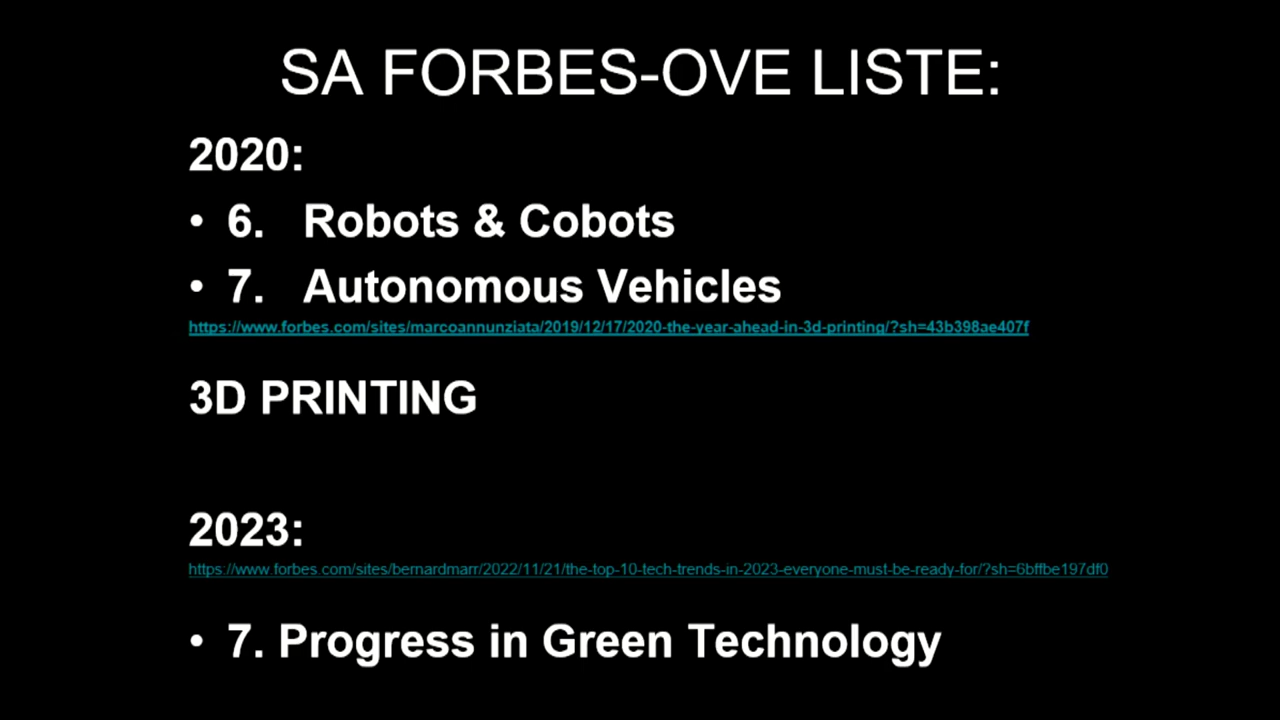 SA FORBES-OVE LISTE:
2020:
• 6. Robots & Cobots
• 7. Autonomous Vehicles
https://www.forbes.com/sites/marcoannunziata/2019/12/17/2020-the-year-ahead-in-3d-printing/?sh=43b398ae407f
3D PRINTING
2023:
https://www.forbes.com/sites/bernardmarr/2022/11/21/the-top-10-tech-trends-in-2023-everyone-must-be-ready-for/?sh=6bffbe197df0
• 7. Progress in Green Technology